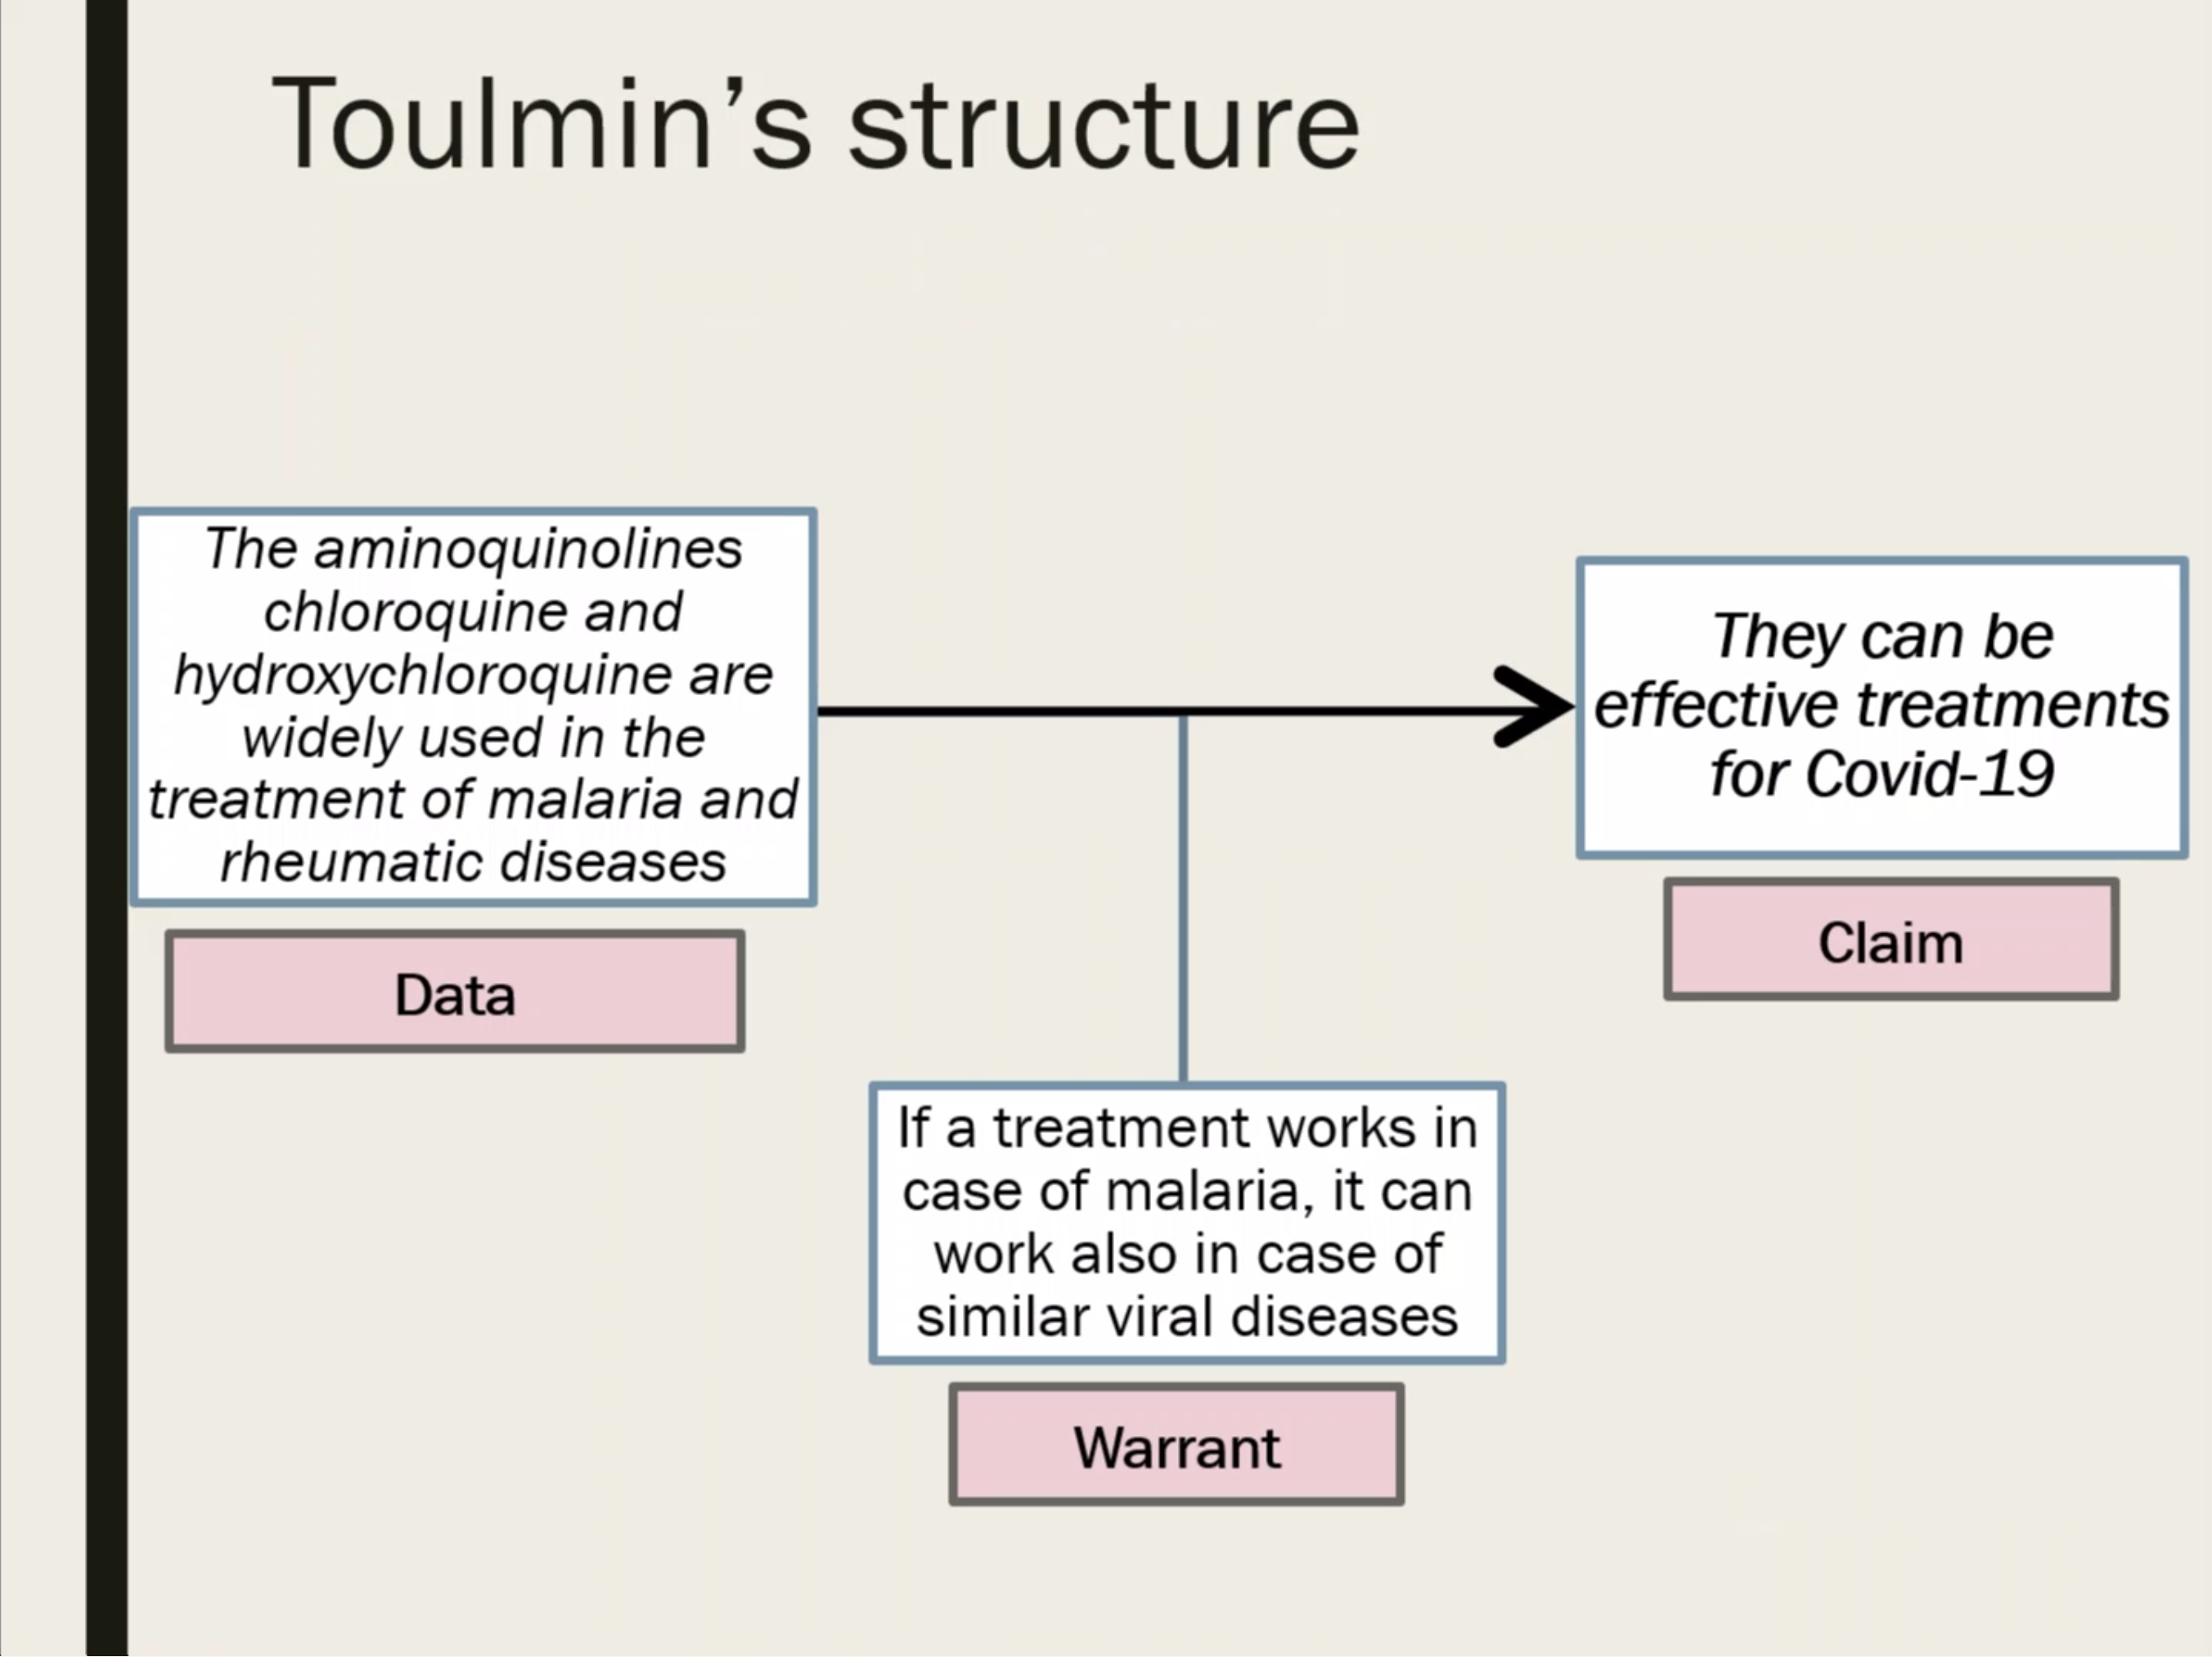 Toulmin’s structure
The aminoquinolines
chloroquine and
hydroxychloroquine are
widely used in the
treatment of malaria and
rheumatic diseases
Data
They can be
effective treatments
for Covid-19
Claim
If a treatment works in
case of malaria, it can
work also in case of
similar viral diseases
Warrant